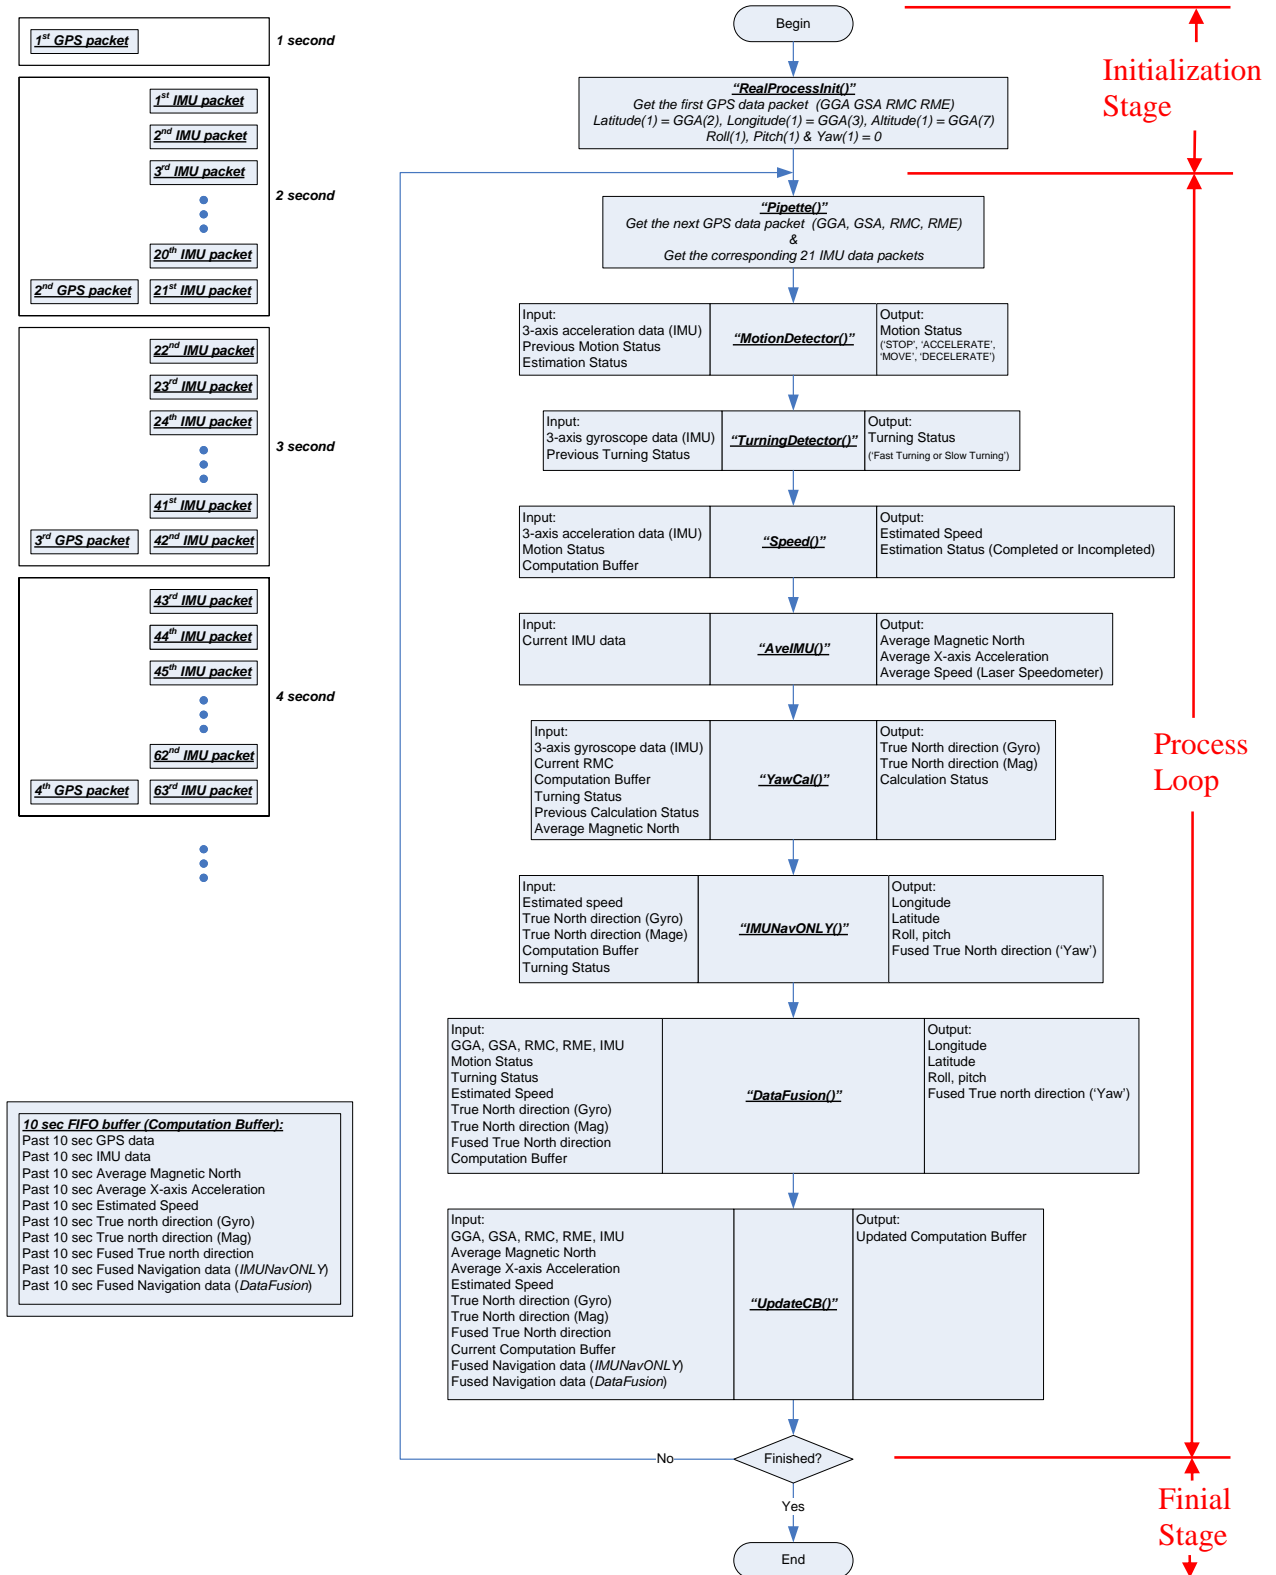 1st GPS packet
1 second
1st IMU packet
2nd IMU packet
3rd IMU packet
2 second
20th IMU packet
2nd GPS packet
21st IMU packet
22nd IMU packet
23rd IMU packet
24th IMU packet
3 second
41st IMU packet
3rd GPS packet
42nd IMU packet
43rd IMU packet
44th IMU packet
45th IMU packet
4 second
62nd IMU packet
4th GPS packet
63rd IMU packet
10 sec FIFO buffer (Computation Buffer):
Past 10 sec GPS data
Past 10 sec IMU data
Past 10 sec Average Magnetic North
Past 10 sec Average X-axis Acceleration
Past 10 sec Estimated Speed
Past 10 sec True north direction (Gyro)
Past 10 sec True north direction (Mag)
Past 10 sec Fused True north direction
Past 10 sec Fused Navigation data (IMUNavONLY)
Past 10 sec Fused Navigation data (DataFusion)
Begin
“RealProcessInit()”
Get the first GPS data packet (GGA GSA RMC RME)
Latitude(1) = GGA(2), Longitude(1) = GGA(3), Altitude(1) = GGA(7)
Roll(1), Pitch(1) & Yaw(1) = 0
“Pipette()”
Get the next GPS data packet (GGA, GSA, RMC, RME)
&
Get the corresponding 21 IMU data packets
Input:
3-axis acceleration data (IMU)
Previous Motion Status
Estimation Status
“MotionDetector()”
Output:
Motion Status
(‘STOP’, ‘ACCELERATE’,
‘MOVE’, ‘DECELERATE’)
Input:
3-axis gyroscope data (IMU)
Previous Turning Status
“TurningDetector()”
Output:
Turning Status
(‘Fast Turning or Slow Turning’)
Input:
3-axis acceleration data (IMU)
Motion Status
Computation Buffer
“Speed()”
Output:
Estimated Speed
Estimation Status (Completed or Incompleted)
Input:
Current IMU data
“AveIMU()”
Output:
Average Magnetic North
Average X-axis Acceleration
Average Speed (Laser Speedometer)
Input:
3-axis gyroscope data (IMU)
Current RMC
Computation Buffer
Turning Status
Previous Calculation Status
Average Magnetic North
“YawCal()”
Output:
True North direction (Gyro)
True North direction (Mag)
Calculation Status
Input:
Estimated speed
True North direction (Gyro)
True North direction (Mage)
Computation Buffer
Turning Status
“IMUNavONLY()”
Output:
Longitude
Latitude
Roll, pitch
Fused True North direction (‘Yaw’)
Input:
GGA, GSA, RMC, RME, IMU
Motion Status
Turning Status
Estimated Speed
True North direction (Gyro)
True North direction (Mag)
Fused True North direction
Computation Buffer
“DataFusion()”
Output:
Longitude
Latitude
Roll, pitch
Fused True north direction (‘Yaw’)
Input:
GGA, GSA, RMC, RME, IMU
Average Magnetic North
Average X-axis Acceleration
Estimated Speed
True North direction (Gyro)
True North direction (Mag)
Fused True North direction
Current Computation Buffer
Fused Navigation data (IMUNavONLY)
Fused Navigation data (DataFusion)
“UpdateCB()”
Output:
Updated Computation Buffer
Finished?
No
Yes
End
Initialization
Stage
Process
Loop
Finial
Stage